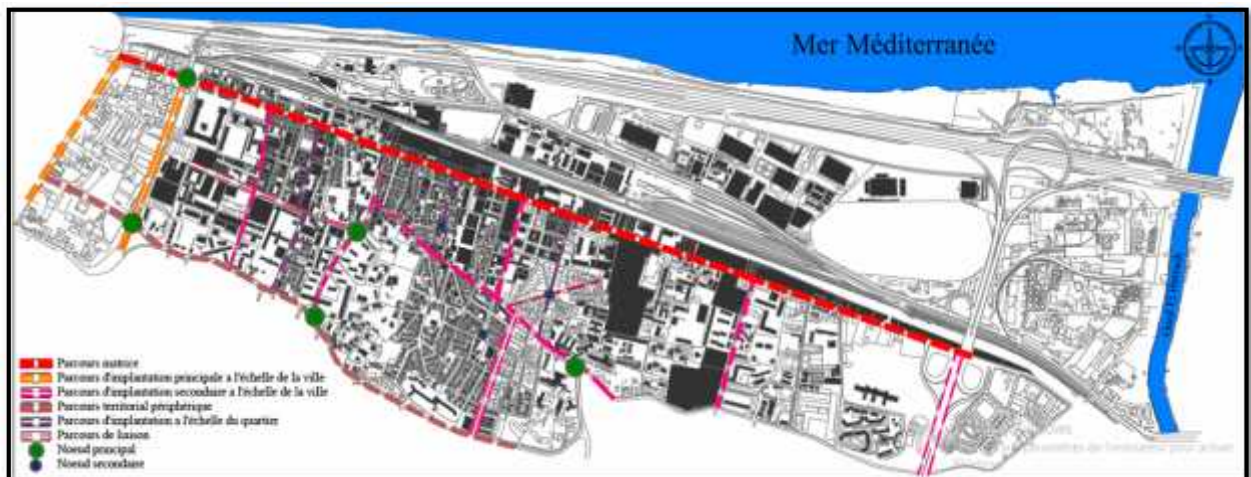 Mer Méditerranée
Parcours matrice
Parcours d'implantation principale a l'échelle de la ville
Parcours d'implantation secondaire a l'échelle de la ville
Parcours territorial périphérique
Parcours d'implantation a l'échelle du quartier
Parcours de liaison
Noeud principal
Noeud secondaire